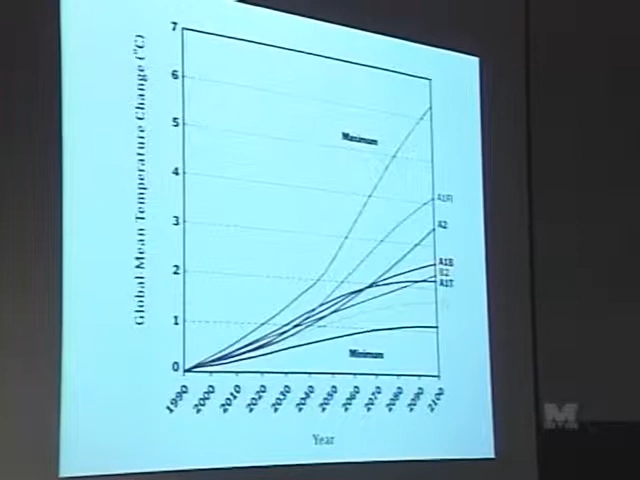 7
6
5
4
3
2
1
0
Global Mean Temperature Change (°C)
Maximum
A1FI
A2
A1B
B2
A1T
Minimum
1990 2000 2010 2020 2030 2040 2050 2060 2070 2080 2090 2100
Year
M